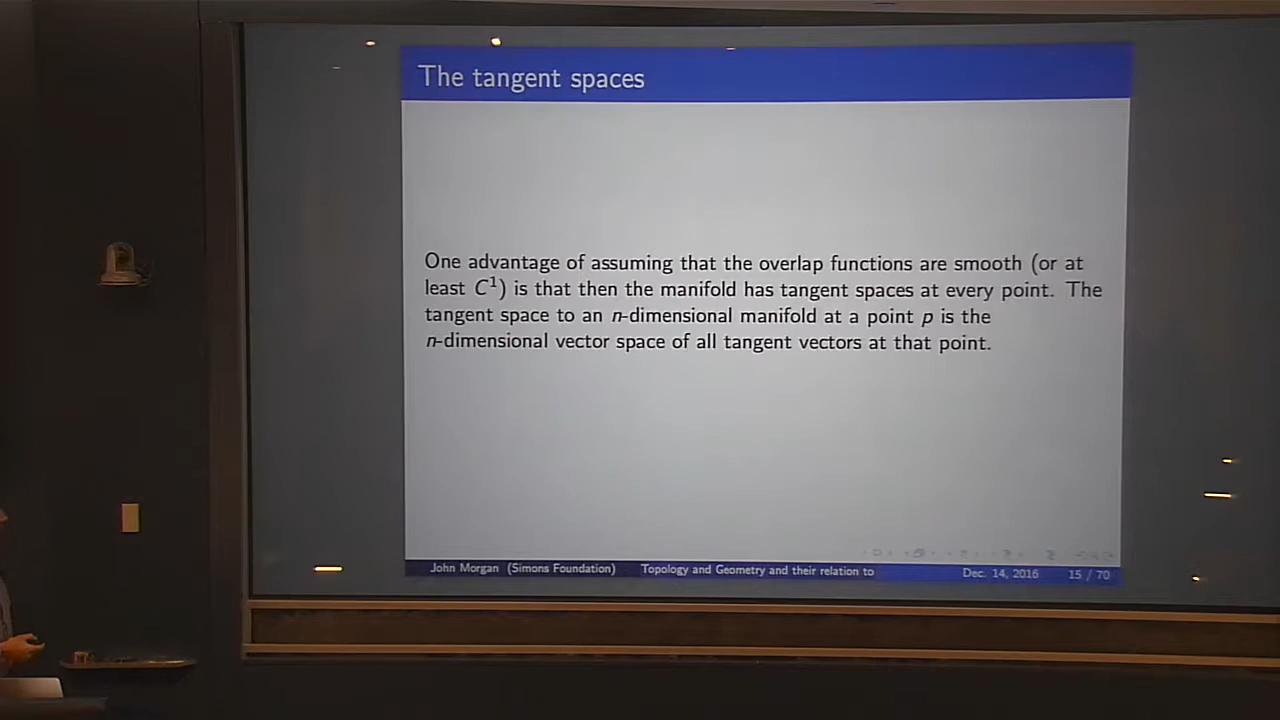 The tangent spaces
One advantage of assuming that the overlap functions are smooth (or at
least C¹) is that then the manifold has tangent spaces at every point. The
tangent space to an n-dimensional manifold at a point p is the
n-dimensional vector space of all tangent vectors at that point.
John Morgan (Simons Foundation) Topology and Geometry and their relation to Dec. 14, 2016 15 / 70